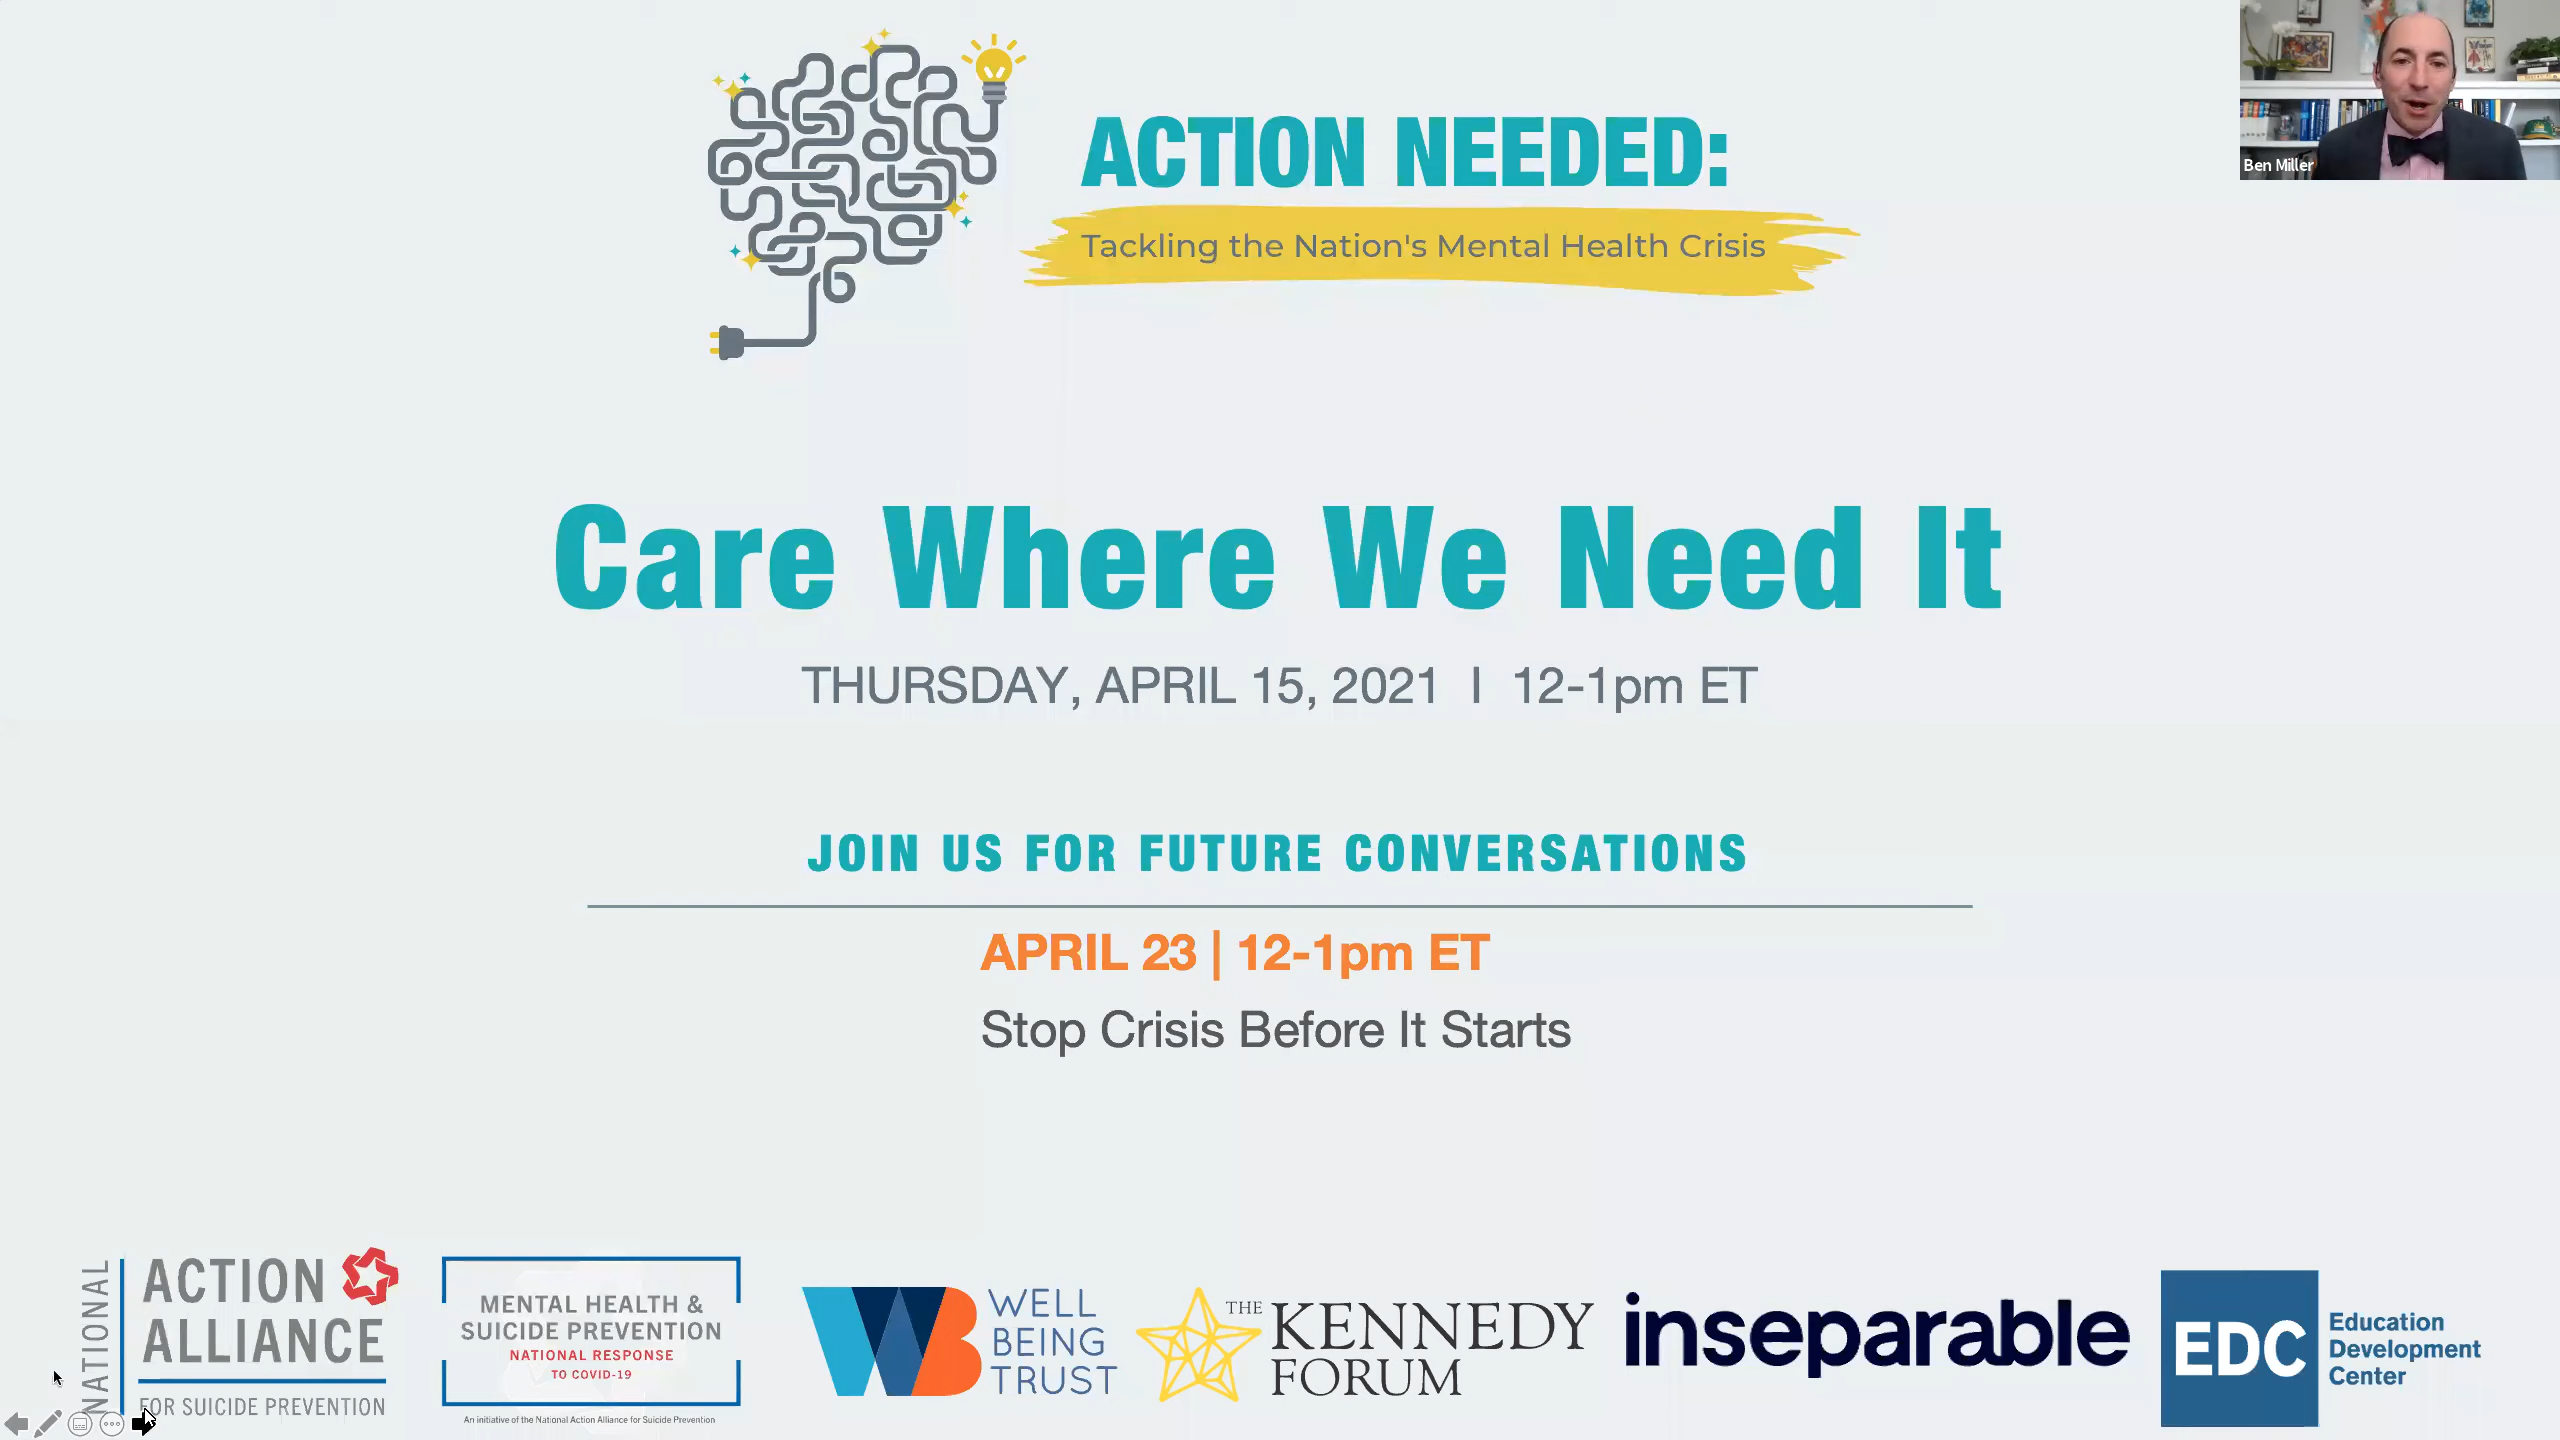 ACTION NEEDED:
Tackling the Nation's Mental Health Crisis
Ben Miller
Care Where We Need It
THURSDAY, APRIL 15, 2021 | 12-1pm ET
JOIN US FOR FUTURE CONVERSATIONS
APRIL 23 | 12-1pm ET
Stop Crisis Before It Starts
NATIONAL
ACTION
ALLIANCE
FOR SUICIDE PREVENTION
MENTAL HEALTH &
SUICIDE PREVENTION
NATIONAL RESPONSE
TO COVID-19
An initiative of the National Action Alliance for Suicide Prevention
WB
WELL
BEING
TRUST
THE KENNEDY
FORUM
inseparable
EDC
Education
Development
Center